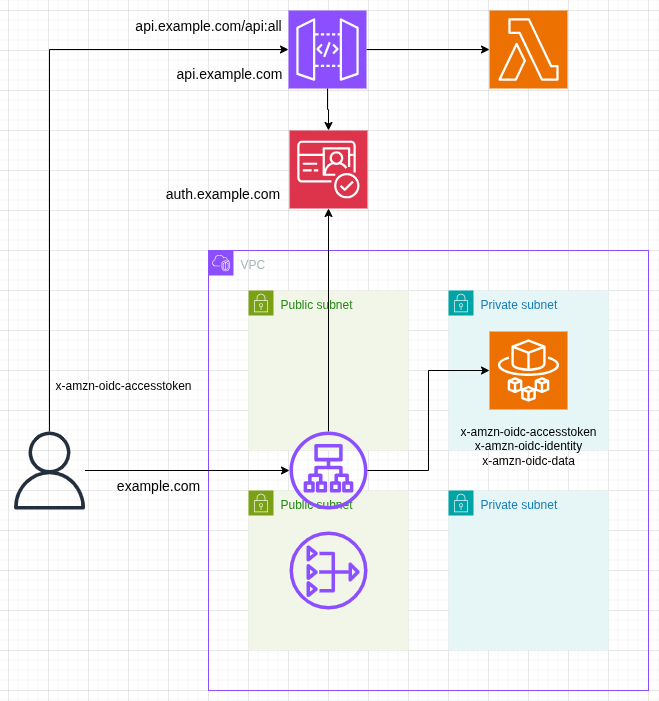 api.example.com/api:all
api.example.com
</>
auth.example.com
VPC
Public subnet
Private subnet
x-amzn-oidc-accesstoken
x-amzn-oidc-accesstoken
x-amzn-oidc-identity
x-amzn-oidc-data
example.com
Public subnet
Private subnet